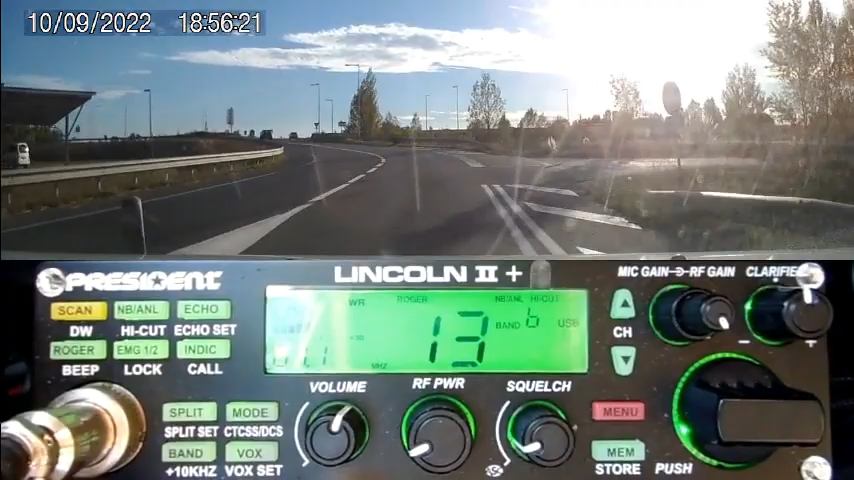 10/09/2022 18:56:21
PRESIDENT
LINCOLN II +
MIC GAIN RF GAIN CLARIFIER
SCAN NB/ANL ECHO
DW HI-CUT ECHO SET
ROGER EMG 1/2 INDIC
BEEP LOCK CALL
WR ROGER NB/ANL HI-CUT
13 BAND 6 USB
MHZ
CH
- +
VOLUME RF PWR SQUELCH
SPLIT MODE
SPLIT SET CTCSS/DCS
BAND VOX
+10KHZ VOX SET
MENU
MEM
STORE PUSH